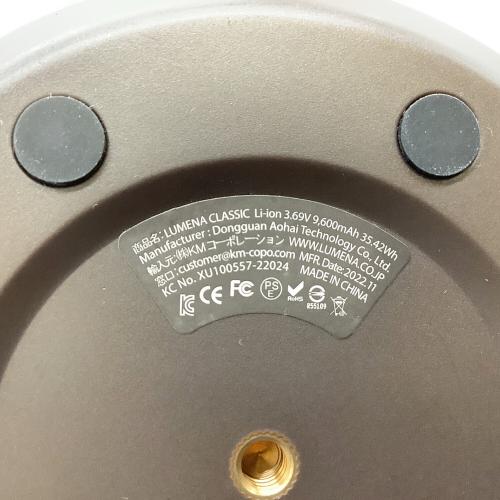 商品名: LUMENA CLASSIC Li-ion 3.69V 9,600mAh 35.42Wh
Manufacturer : Dongguan Aohai Technology Co., Ltd.
輸入元:㈱KMコーポレーション WWW.LUMENA.CO.JP
窓口:customer@km-copo.com MFR. DATE:2022.11
KC No. XU100557-22024 MADE IN CHINA
CE FC PS E RoHS R55109